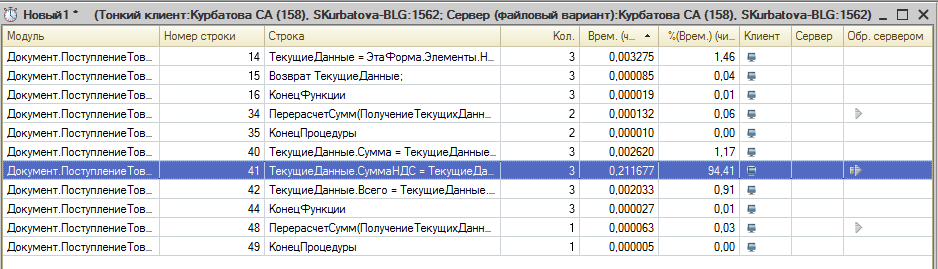 Новый1 * (Тонкий клиент:Курбатова СА (158), SKurbatova-BLG:1562; Сервер (файловый вариант):Курбатова СА (158), SKurbatova-BLG:1562)
Модуль Номер строки Строка Кол. Врем. (ч... %(Врем.) (чи... Клиент Сервер Обр. сервером
Документ.ПоступлениеТов... 14 ТекущиеДанные = ЭтаФорма.Элементы.Н... 3 0,003275 1,46
Документ.ПоступлениеТов... 15 Возврат ТекущиеДанные; 3 0,000085 0,04
Документ.ПоступлениеТов... 16 КонецФункции 3 0,000019 0,01
Документ.ПоступлениеТов... 34 ПерерасчетСумм(ПолучениеТекущихДанн... 2 0,000132 0,06
Документ.ПоступлениеТов... 35 КонецПроцедуры 2 0,000010 0,00
Документ.ПоступлениеТов... 40 ТекущиеДанные.Сумма = ТекущиеДанные... 3 0,002620 1,17
Документ.ПоступлениеТов... 41 ТекущиеДанные.СуммаНДС = ТекущиеДа... 3 0,211677 94,41
Документ.ПоступлениеТов... 42 ТекущиеДанные.Всего = ТекущиеДанные.... 3 0,002033 0,91
Документ.ПоступлениеТов... 44 КонецФункции 3 0,000027 0,01
Документ.ПоступлениеТов... 48 ПерерасчетСумм(ПолучениеТекущихДанн... 1 0,000063 0,03
Документ.ПоступлениеТов... 49 КонецПроцедуры 1 0,000005 0,00